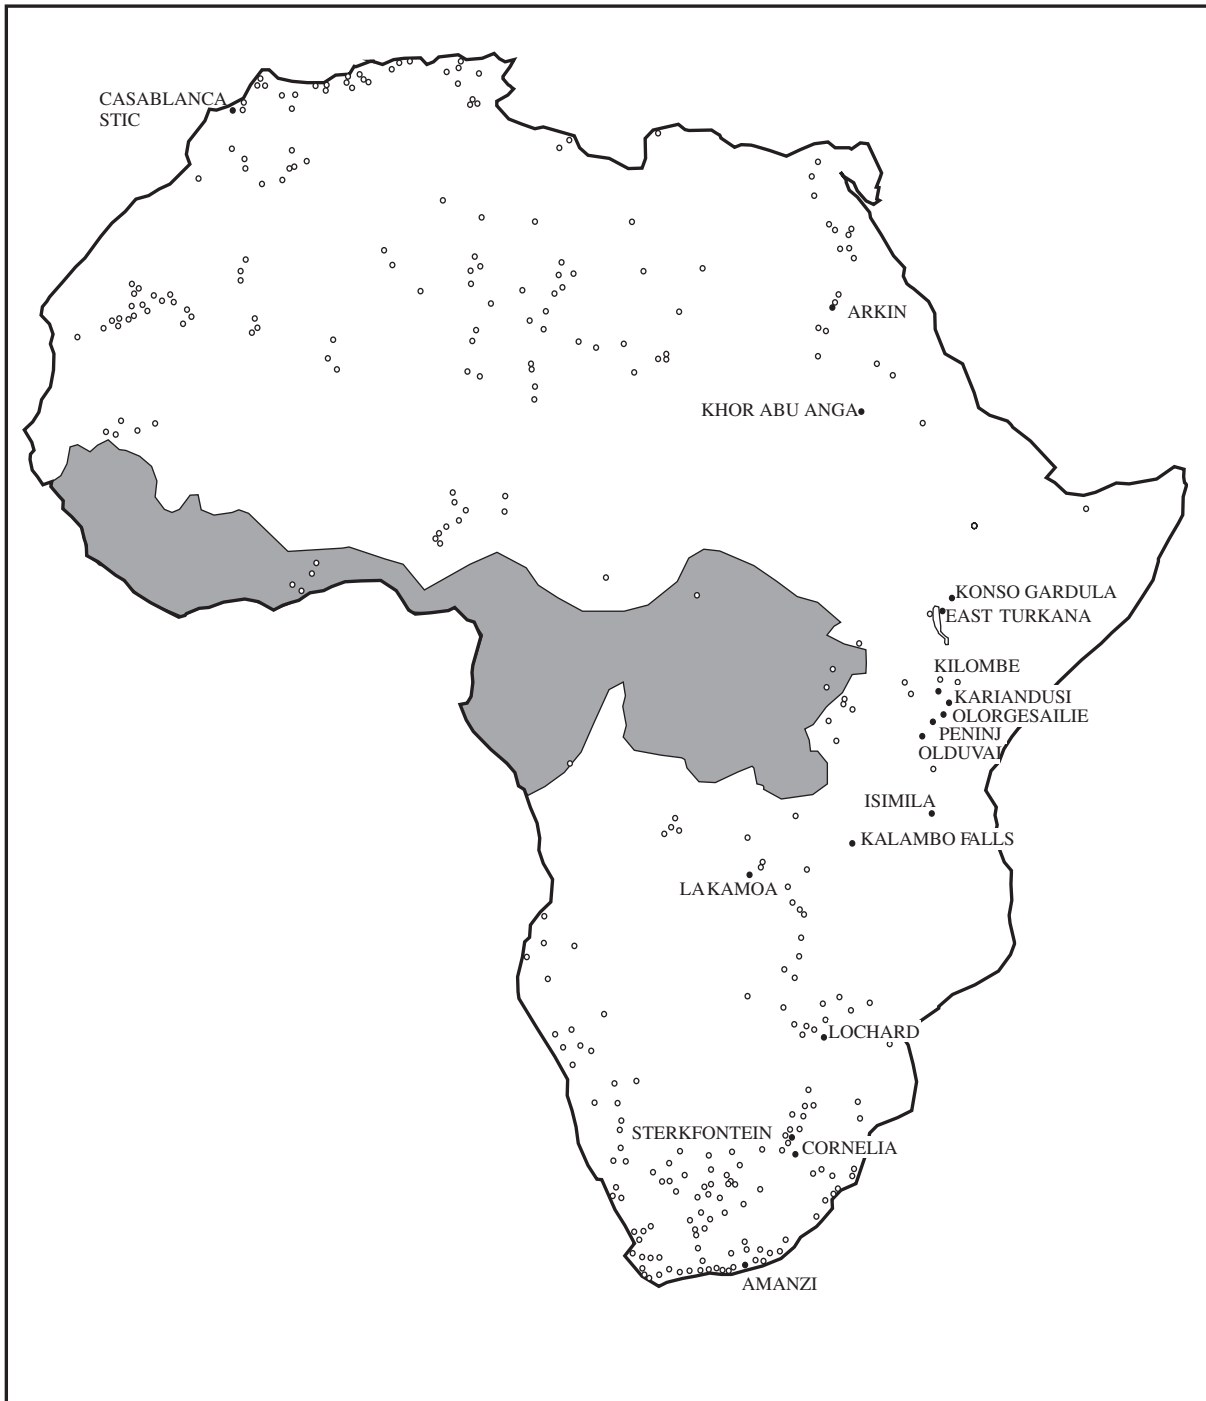 CASABLANCA
STIC
ARKIN
KHOR ABU ANGA
KONSO GARDULA
EAST TURKANA
KILOMBE
KARIANDUSI
OLORGESAILIE
PENINJ
OLDUVAI
ISIMILA
KALAMBO FALLS
LA KAMOA
LOCHARD
STERKFONTEIN
CORNELIA
AMANZI